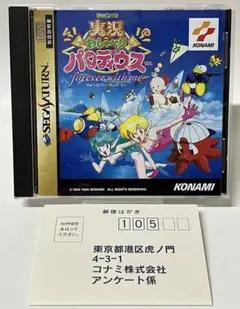 SEGA SATURN
実況
おしゃべり
パロディウス
forever with me
フォーエバー・ウィズ・ミー
KONAMI
KONAMI
郵便はがき
105
東京都港区虎ノ門
4-3-1
コナミ株式会社
アンケート係